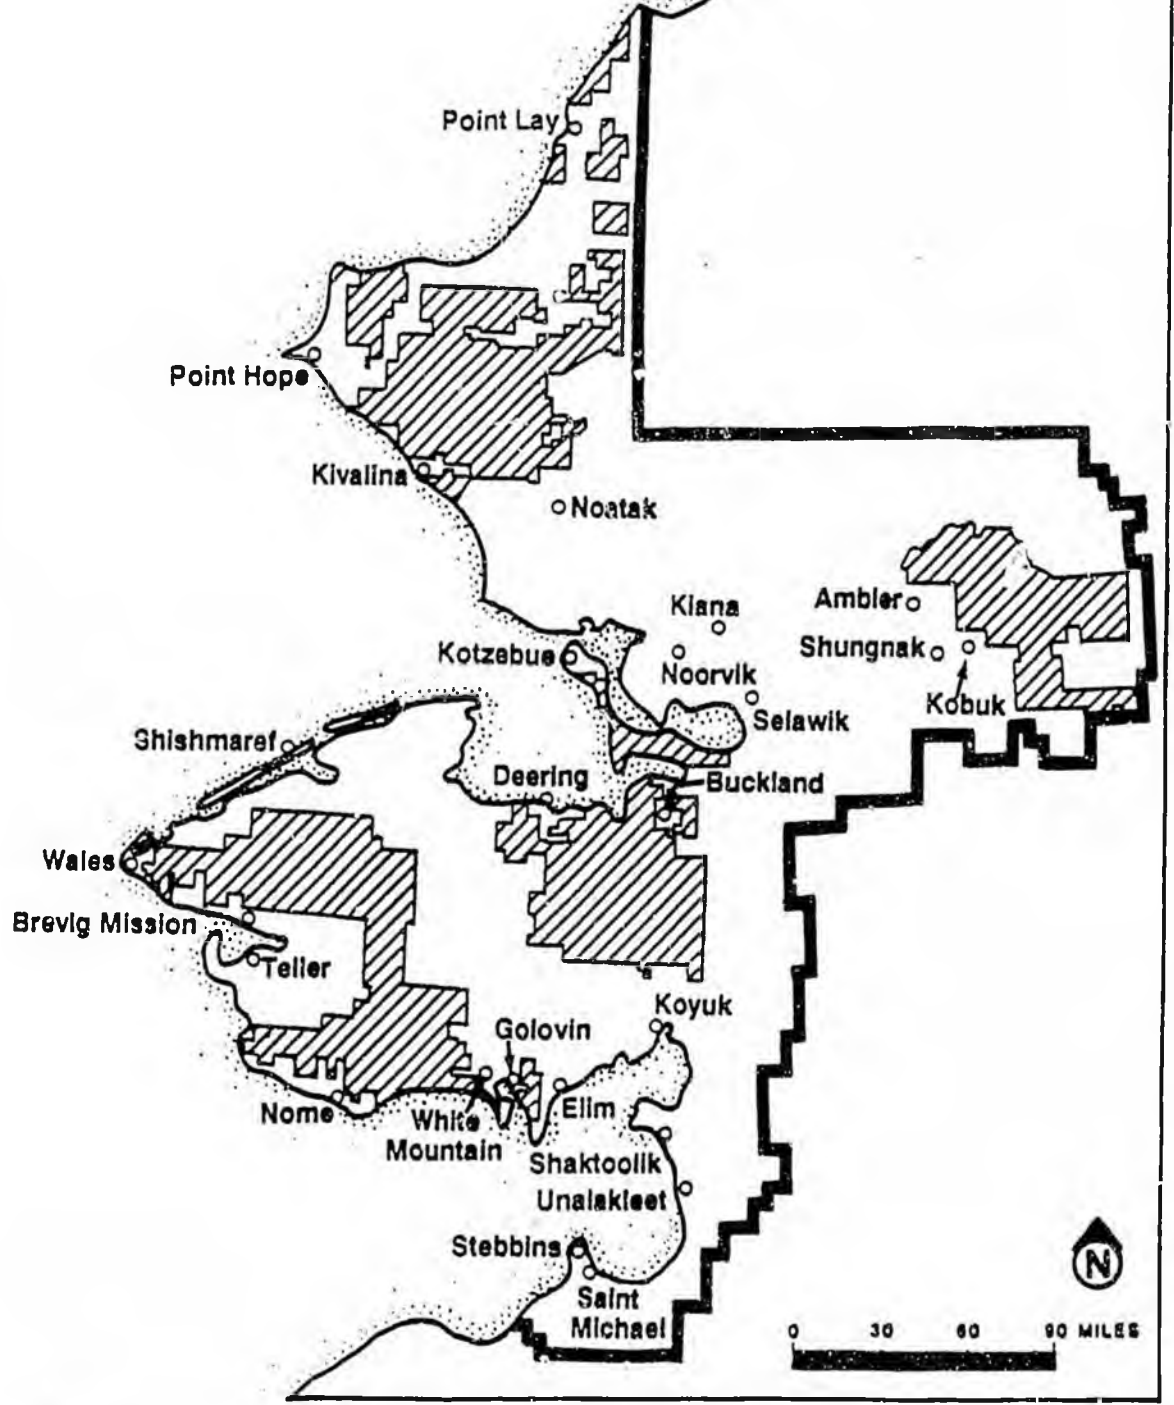 Point Lay
Point Hope
Kivalina
Noatak
Kiana
Ambler
Kotzebue
Noorvik
Shungnak
Kobuk
Selawik
Shishmaref
Deering
Buckland
Wales
Brevig Mission
Teller
Koyuk
Golovin
Nome
White
Mountain
Elim
Shaktoolik
Unalakleet
Stebbins
Saint
Michael
N
0 30 60 90 MILES